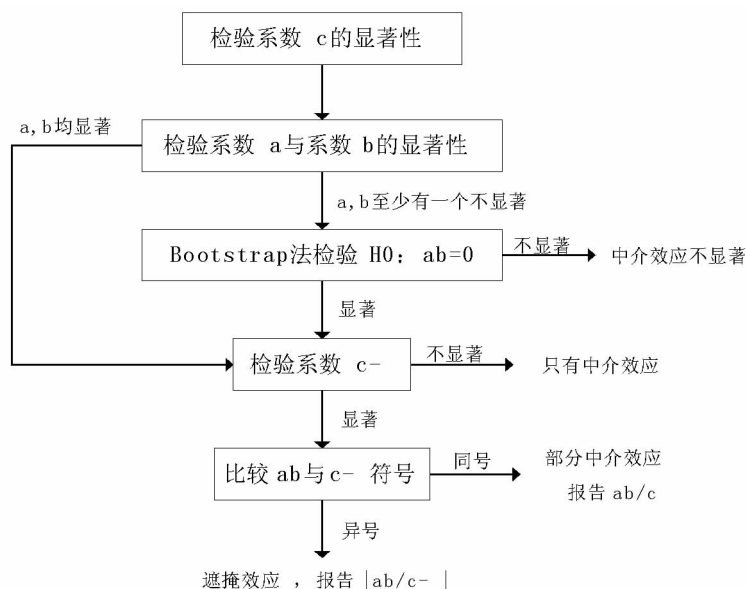 检验系数 c的显著性
a,b均显著
检验系数 a与系数 b的显著性
a,b至少有一个不显著
Bootstrap法检验 H0: ab=0
不显著
中介效应不显著
显著
检验系数 c-
不显著
只有中介效应
显著
比较ab与c- 符号
同号
部分中介效应
报告 ab/c
异号
遮掩效应 ，报告 |ab/c- |